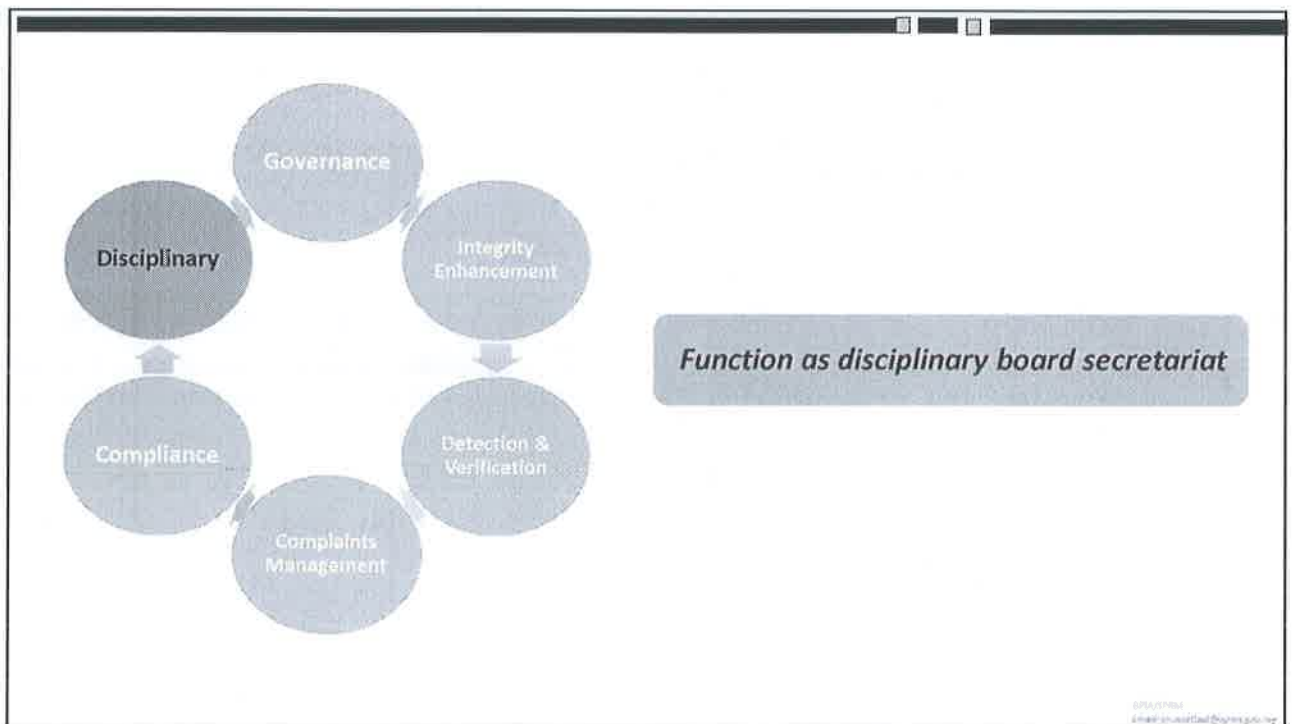 Governance
Integrity
Enhancement
Detection &
Verification
Complaints
Management
Compliance
Disciplinary
Function as disciplinary board secretariat